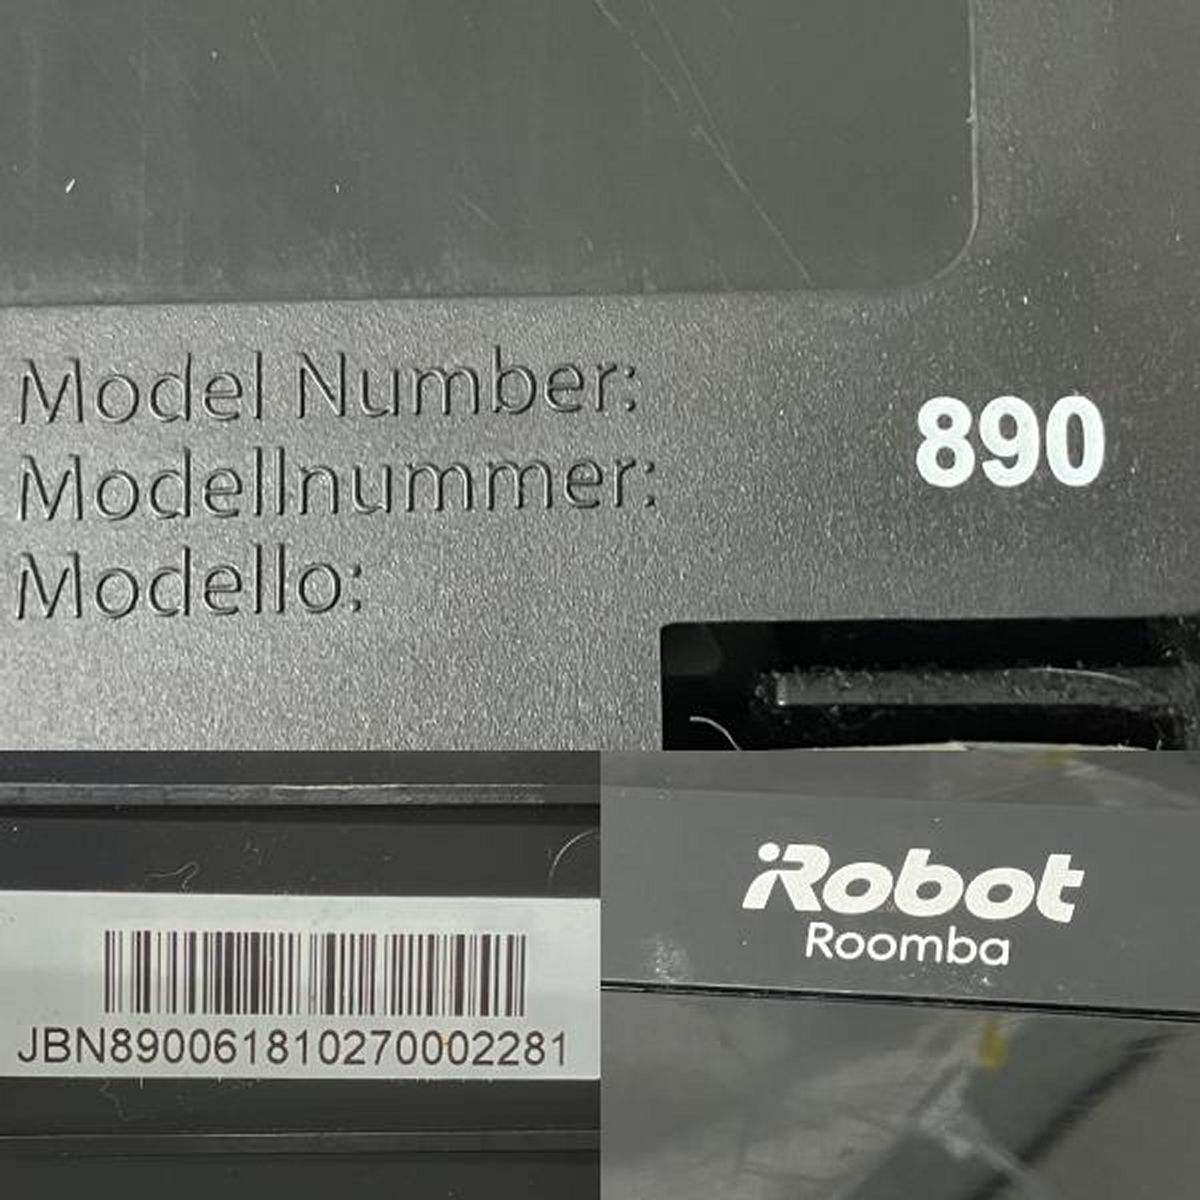 Model Number:
Modellnummer:
Modello:
890
JBN890061810270002281
iRobot
Roomba